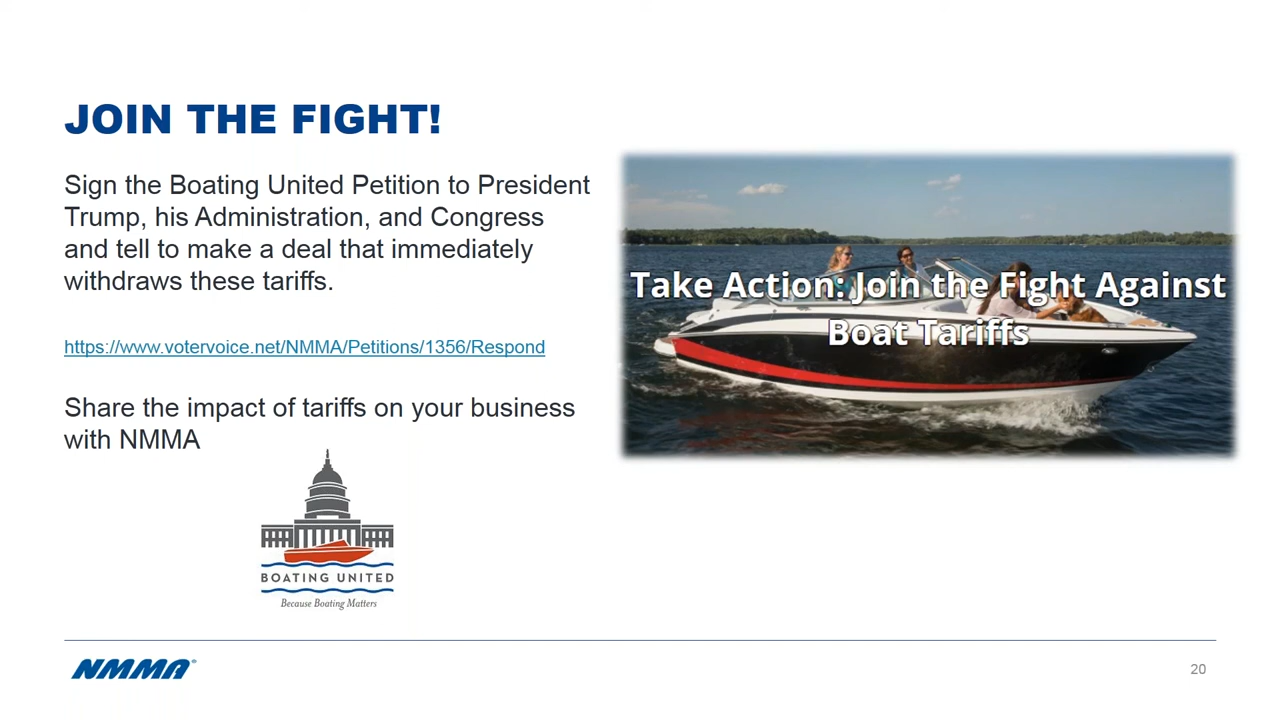 JOIN THE FIGHT!
Sign the Boating United Petition to President
Trump, his Administration, and Congress
and tell to make a deal that immediately
withdraws these tariffs.
https://www.votervoice.net/NMMA/Petitions/1356/Respond
Share the impact of tariffs on your business
with NMMA
BOATING UNITED
Because Boating Matters
Take Action: Join the Fight Against
Boat Tariffs
NMMA®
20